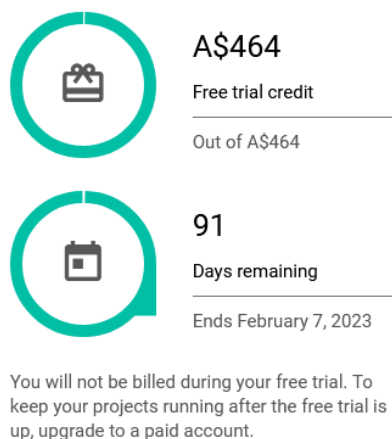 A$464
Free trial credit
Out of A$464
91
Days remaining
Ends February 7, 2023
You will not be billed during your free trial. To
keep your projects running after the free trial is
up, upgrade to a paid account.